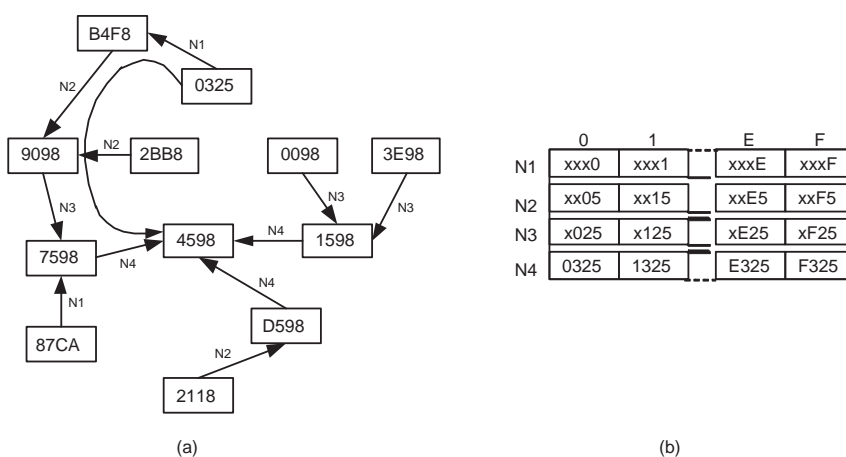 B4F8
N1
0325
N2
9098
N2
2BB8
0098
3E98
N3
N3
N3
7598
N4
4598
N4
1598
N1
N4
87CA
D598
N2
2118
(a)
0 1 E F
N1 xxx0 xxx1 xxxE xxxF
N2 xx05 xx15 xxE5 xxF5
N3 x025 x125 xE25 xF25
N4 0325 1325 E325 F325
(b)